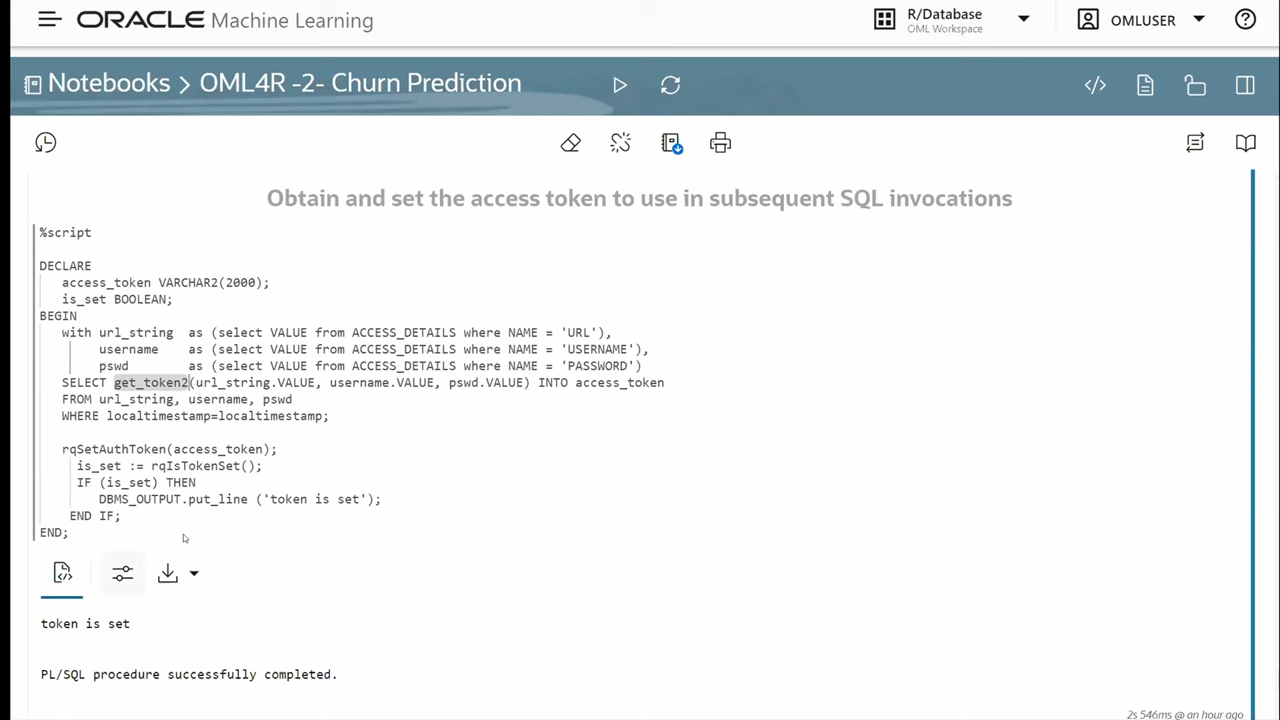 ORACLE Machine Learning
R/Database
OML Workspace
OMLUSER
?
Notebooks > OML4R -2- Churn Prediction
Obtain and set the access token to use in subsequent SQL invocations
%script
DECLARE
access_token VARCHAR2(2000);
is_set BOOLEAN;
BEGIN
with url_string as (select VALUE from ACCESS_DETAILS where NAME = 'URL'),
username as (select VALUE from ACCESS_DETAILS where NAME = 'USERNAME'),
pswd as (select VALUE from ACCESS_DETAILS where NAME = 'PASSWORD')
SELECT get_token2(url_string.VALUE, username.VALUE, pswd.VALUE) INTO access_token
FROM url_string, username, pswd
WHERE localtimestamp=localtimestamp;
rqSetAuthToken(access_token);
is_set := rqIsTokenSet();
IF (is_set) THEN
DBMS_OUTPUT.put_line ('token is set');
END IF;
END;
token is set
PL/SQL procedure successfully completed.
2s 546ms @ an hour ago